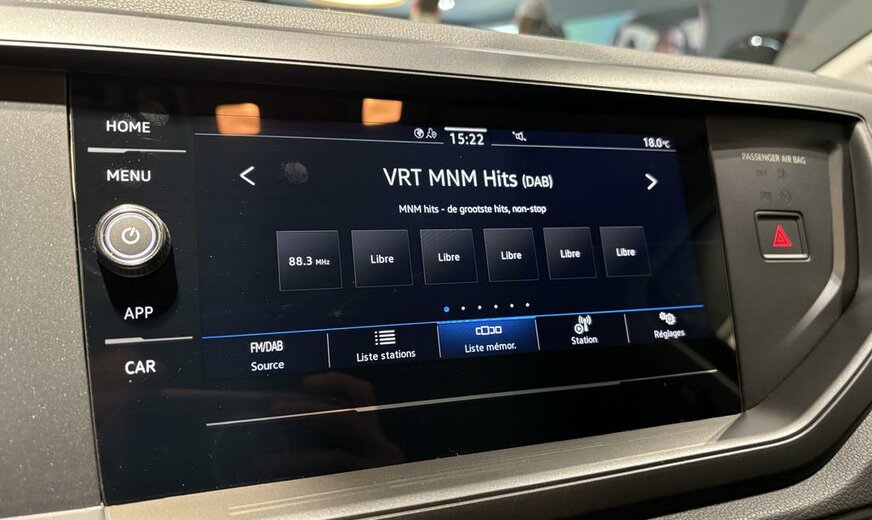 HOME
MENU
APP
CAR
15:22
18.0°C
VRT MNM Hits (DAB)
MNM hits - de grootste hits, non-stop
88.3 MHz
Libre
Libre
Libre
Libre
Libre
FM/DAB
Source
Liste stations
Liste mémor.
Station
Réglages
PASSENGER AIR BAG
OFF